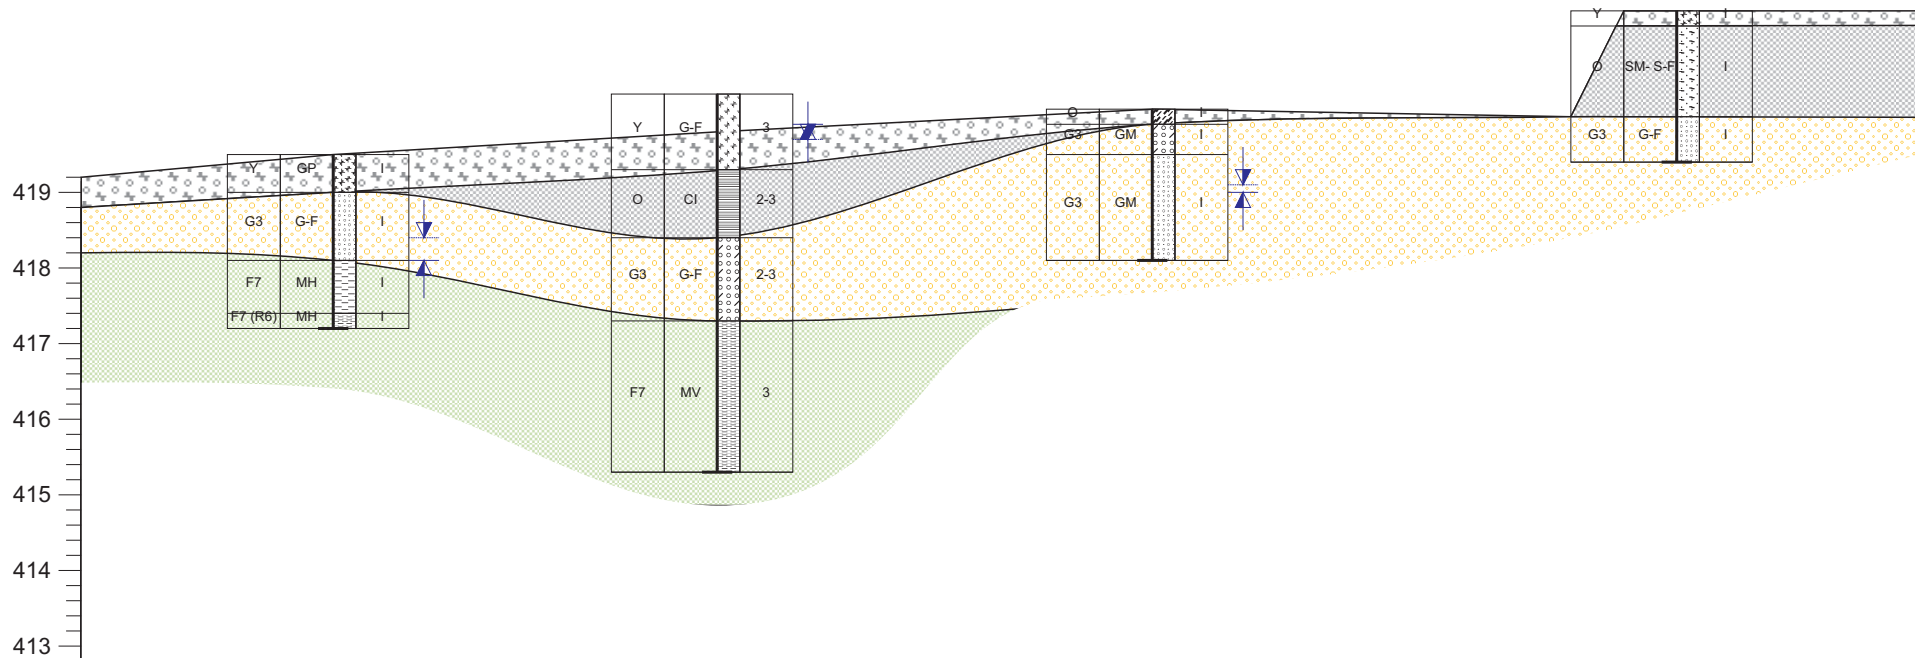 Y I
O SM- S-F I
G3 G-F I
Y G-F 3
O I
G3 GM I
Y GP I
419
O CI 2-3
G3 GM I
G3 G-F I
418
G3 G-F 2-3
F7 MH I
F7 (R6) MH I
417
F7 MV 3
416
415
414
413